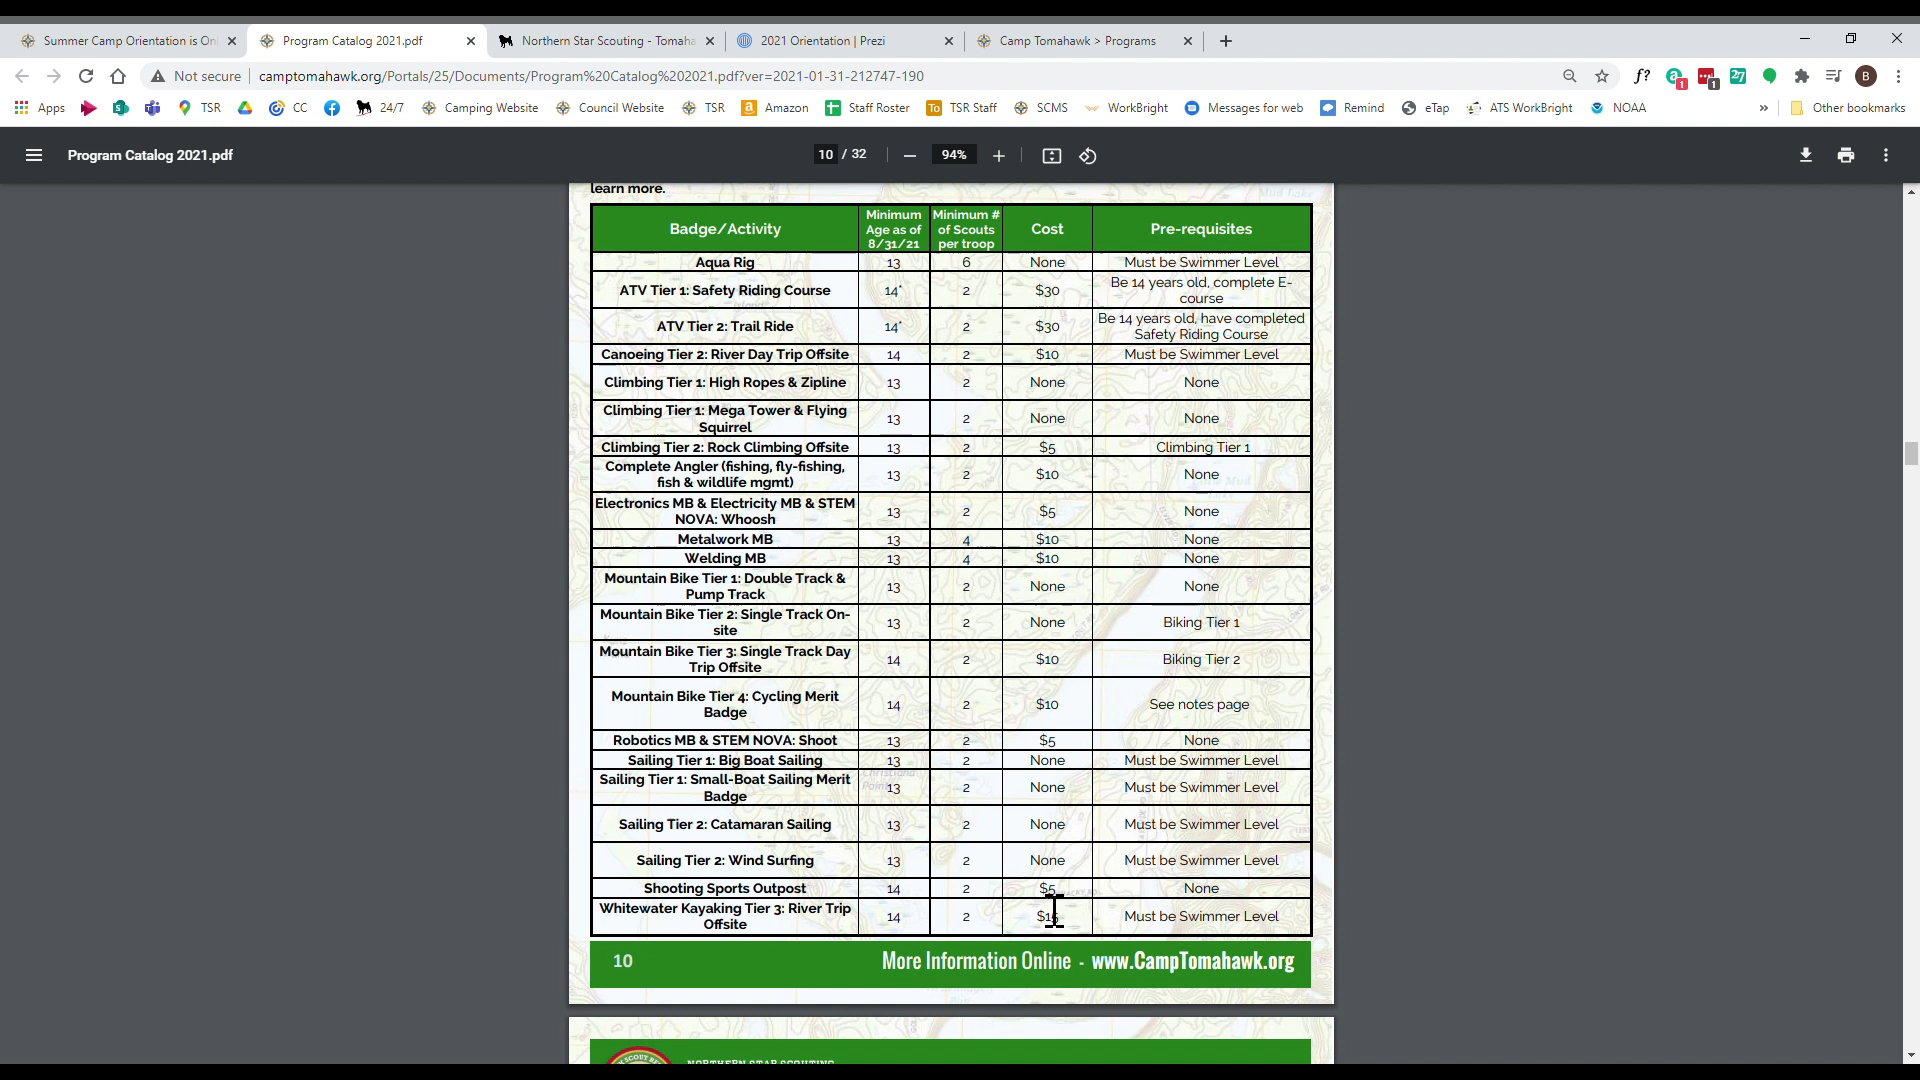 Summer Camp Orientation is On
Program Catalog 2021.pdf
Northern Star Scouting - Tomaha
2021 Orientation | Prezi
Camp Tomahawk > Programs
Not secure
camptomahawk.org/Portals/25/Documents/Program%20Catalog%202021.pdf?ver=2021-01-31-212747-190
f?
1
1
27
B
Apps
TSR
CC
24/7
Camping Website
Council Website
TSR
Amazon
Staff Roster
To
TSR Staff
SCMS
WorkBright
Messages for web
Remind
eTap
ATS WorkBright
NOAA
»
Other bookmarks
Program Catalog 2021.pdf
10 / 32
94%
learn more.
Badge/Activity
Minimum
Age as of
8/31/21
Minimum #
of Scouts
per troop
Cost
Pre-requisites
Aqua Rig 13 6 None Must be Swimmer Level
ATV Tier 1: Safety Riding Course 14* 2 $30 Be 14 years old, complete E-
course
ATV Tier 2: Trail Ride 14* 2 $30 Be 14 years old, have completed
Safety Riding Course
Canoeing Tier 2: River Day Trip Offsite 14 2 $10 Must be Swimmer Level
Climbing Tier 1: High Ropes & Zipline 13 2 None None
Climbing Tier 1: Mega Tower & Flying
Squirrel 13 2 None None
Climbing Tier 2: Rock Climbing Offsite 13 2 $5 Climbing Tier 1
Complete Angler (fishing, fly-fishing,
fish & wildlife mgmt) 13 2 $10 None
Electronics MB & Electricity MB & STEM
NOVA: Whoosh 13 2 $5 None
Metalwork MB 13 4 $10 None
Welding MB 13 4 $10 None
Mountain Bike Tier 1: Double Track &
Pump Track 13 2 None None
Mountain Bike Tier 2: Single Track On-
site 13 2 None Biking Tier 1
Mountain Bike Tier 3: Single Track Day
Trip Offsite 14 2 $10 Biking Tier 2
Mountain Bike Tier 4: Cycling Merit
Badge 14 2 $10 See notes page
Robotics MB & STEM NOVA: Shoot 13 2 $5 None
Sailing Tier 1: Big Boat Sailing 13 2 None Must be Swimmer Level
Sailing Tier 1: Small-Boat Sailing Merit
Badge 13 2 None Must be Swimmer Level
Sailing Tier 2: Catamaran Sailing 13 2 None Must be Swimmer Level
Sailing Tier 2: Wind Surfing 13 2 None Must be Swimmer Level
Shooting Sports Outpost 14 2 $5 None
Whitewater Kayaking Tier 3: River Trip
Offsite 14 2 $15 Must be Swimmer Level
10
More Information Online - www.CampTomahawk.org
NORTHERN STAR SCOUTING